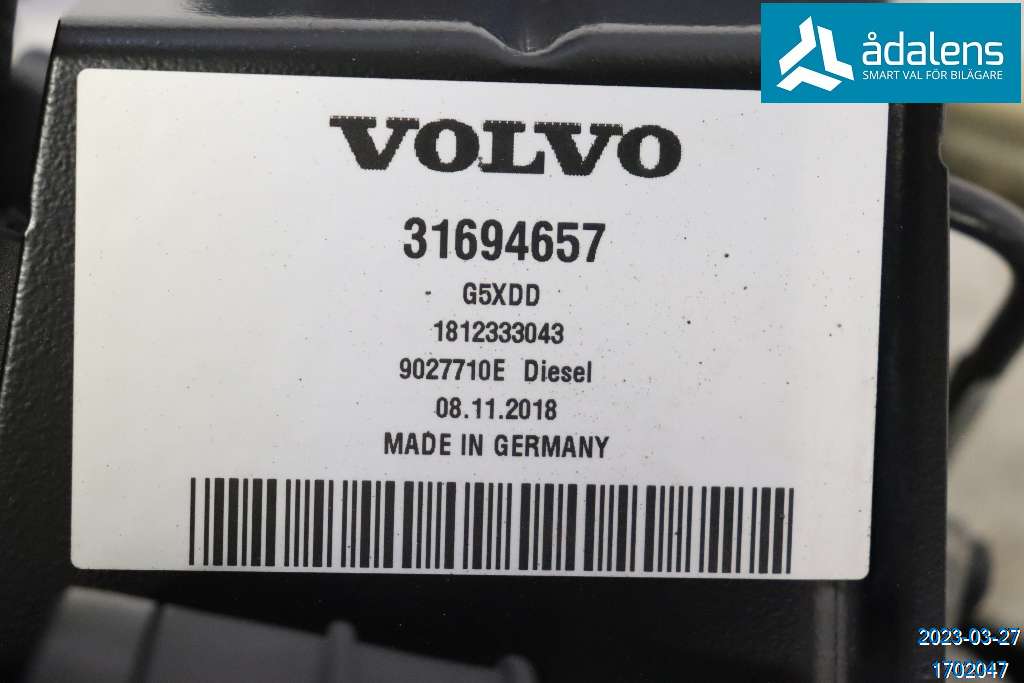 ådalens
SMART VAL FÖR BILÄGARE
VOLVO
31694657
G5XDD
1812333043
9027710E Diesel
08.11.2018
MADE IN GERMANY
2023-03-27
1702047